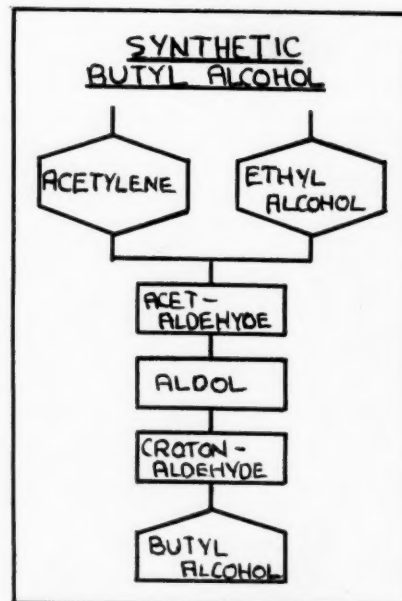 SYNTHETIC
BUTYL ALCOHOL
ACETYLENE
ETHYL
ALCOHOL
ACET-
ALDEHYDE
ALDOL
CROTON-
ALDEHYDE
BUTYL
ALCOHOL